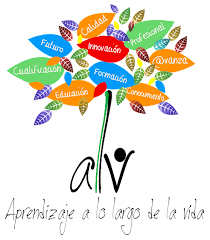 Calidad
Profesional
Futuro
Innovación
@vanza
Cualificación
Formación
Educación
Conocimiento
alv
Aprendizaje a lo largo de la vida